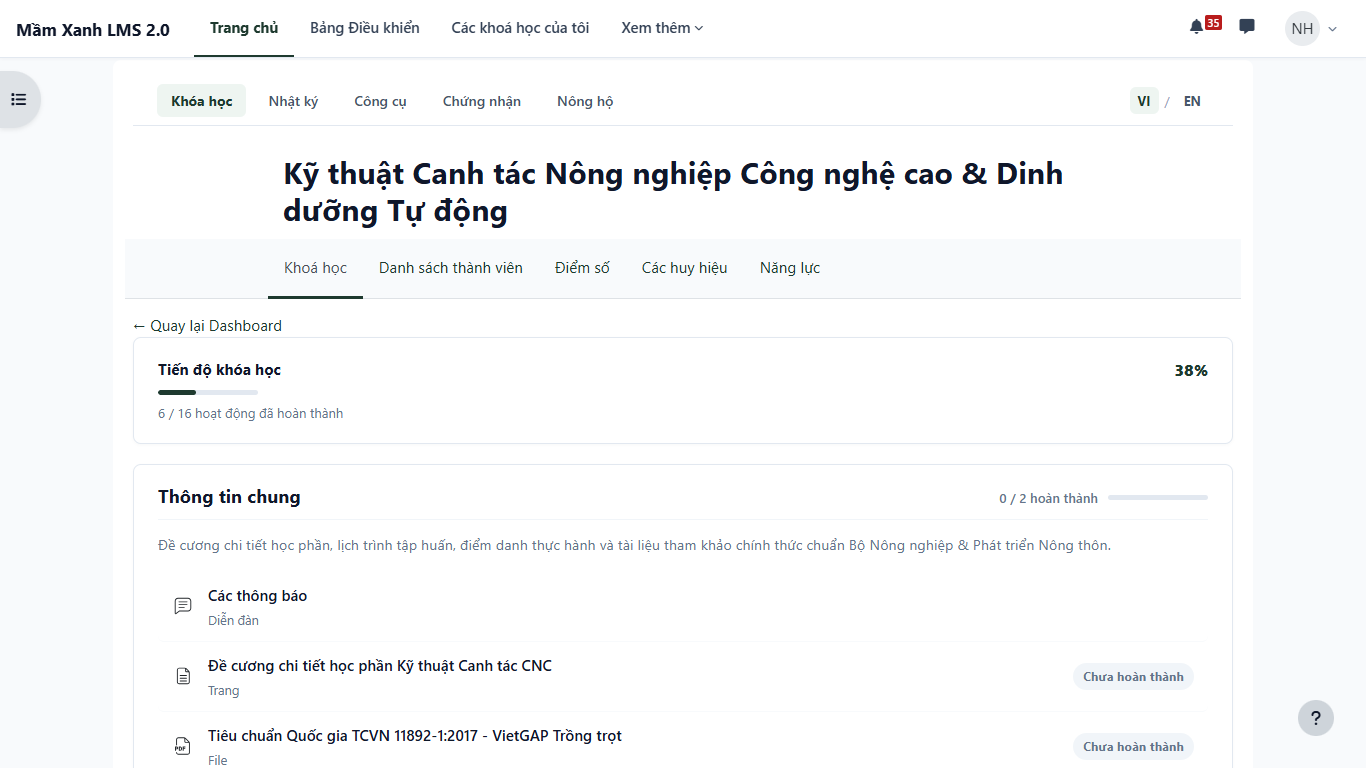 Mầm Xanh LMS 2.0
Trang chủ
Bảng Điều khiển
Các khoá học của tôi
Xem thêm
35
NH
Khóa học
Nhật ký
Công cụ
Chứng nhận
Nông hộ
VI / EN
Kỹ thuật Canh tác Nông nghiệp Công nghệ cao & Dinh
dưỡng Tự động
Khoá học
Danh sách thành viên
Điểm số
Các huy hiệu
Năng lực
← Quay lại Dashboard
Tiến độ khóa học
38%
6 / 16 hoạt động đã hoàn thành
Thông tin chung
0 / 2 hoàn thành
Đề cương chi tiết học phần, lịch trình tập huấn, điểm danh thực hành và tài liệu tham khảo chính thức chuẩn Bộ Nông nghiệp & Phát triển Nông thôn.
Các thông báo
Diễn đàn
Đề cương chi tiết học phần Kỹ thuật Canh tác CNC
Trang
Chưa hoàn thành
PDF
Tiêu chuẩn Quốc gia TCVN 11892-1:2017 - VietGAP Trồng trọt
File
Chưa hoàn thành
?